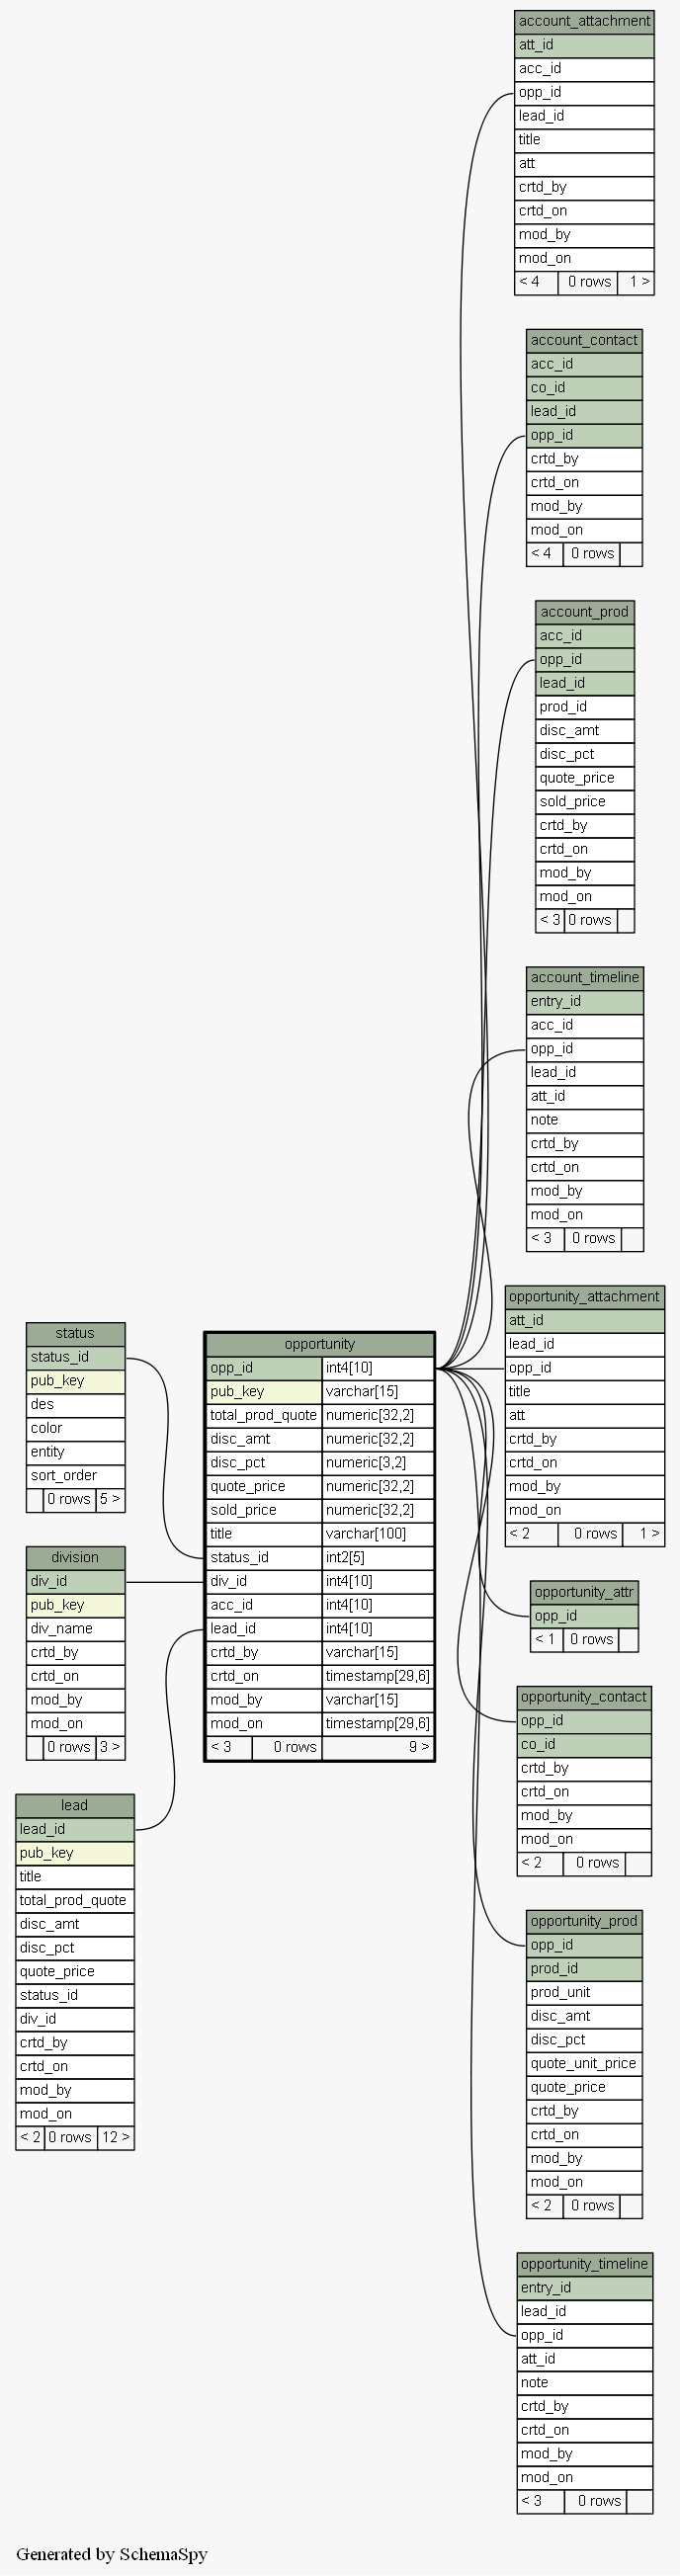 account_attachment
att_id
acc_id
opp_id
lead_id
title
att
crtd_by
crtd_on
mod_by
mod_on
< 4 0 rows 1 >
account_contact
acc_id
co_id
lead_id
opp_id
crtd_by
crtd_on
mod_by
mod_on
< 4 0 rows
account_prod
acc_id
opp_id
lead_id
prod_id
disc_amt
disc_pct
quote_price
sold_price
crtd_by
crtd_on
mod_by
mod_on
< 3 0 rows
account_timeline
entry_id
acc_id
opp_id
lead_id
att_id
note
crtd_by
crtd_on
mod_by
mod_on
< 3 0 rows
status
status_id
pub_key
des
color
entity
sort_order
0 rows 5 >
division
div_id
pub_key
div_name
crtd_by
crtd_on
mod_by
mod_on
0 rows 3 >
lead
lead_id
pub_key
title
total_prod_quote
disc_amt
disc_pct
quote_price
status_id
div_id
crtd_by
crtd_on
mod_by
mod_on
< 2 0 rows 12 >
opportunity
opp_id int4[10]
pub_key varchar[15]
total_prod_quote numeric[32,2]
disc_amt numeric[32,2]
disc_pct numeric[3,2]
quote_price numeric[32,2]
sold_price numeric[32,2]
title varchar[100]
status_id int2[5]
div_id int4[10]
acc_id int4[10]
lead_id int4[10]
crtd_by varchar[15]
crtd_on timestamp[29,6]
mod_by varchar[15]
mod_on timestamp[29,6]
< 3 0 rows 9 >
opportunity_attachment
att_id
lead_id
opp_id
title
att
crtd_by
crtd_on
mod_by
mod_on
< 2 0 rows 1 >
opportunity_attr
opp_id
< 1 0 rows
opportunity_contact
opp_id
co_id
crtd_by
crtd_on
mod_by
mod_on
< 2 0 rows
opportunity_prod
opp_id
prod_id
prod_unit
disc_amt
disc_pct
quote_unit_price
quote_price
crtd_by
crtd_on
mod_by
mod_on
< 2 0 rows
opportunity_timeline
entry_id
lead_id
opp_id
att_id
note
crtd_by
crtd_on
mod_by
mod_on
< 3 0 rows
Generated by SchemaSpy